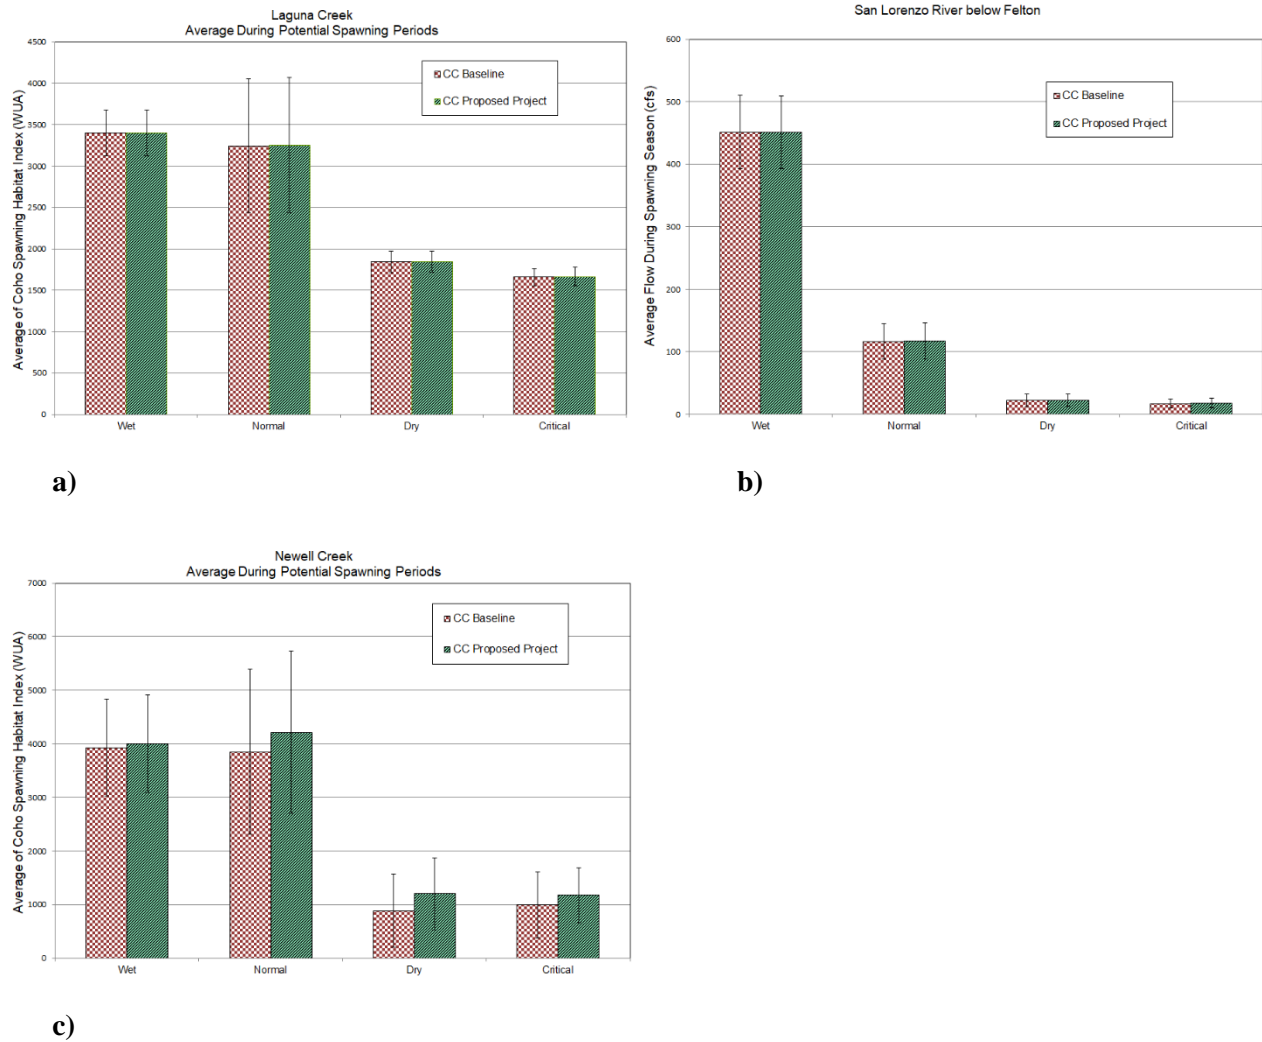 Laguna Creek
Average During Potential Spawning Periods
Average of Coho Spawning Habitat Index (WUA)
4500
4000
3500
3000
2500
2000
1500
1000
500
0
CC Baseline
CC Proposed Project
Wet Normal Dry Critical
a)
San Lorenzo River below Felton
Average Flow During Spawning Season (cfs)
600
500
400
300
200
100
0
CC Baseline
CC Proposed Project
Wet Normal Dry Critical
b)
Newell Creek
Average During Potential Spawning Periods
Average of Coho Spawning Habitat Index (WUA)
7000
6000
5000
4000
3000
2000
1000
0
CC Baseline
CC Proposed Project
Wet Normal Dry Critical
c)